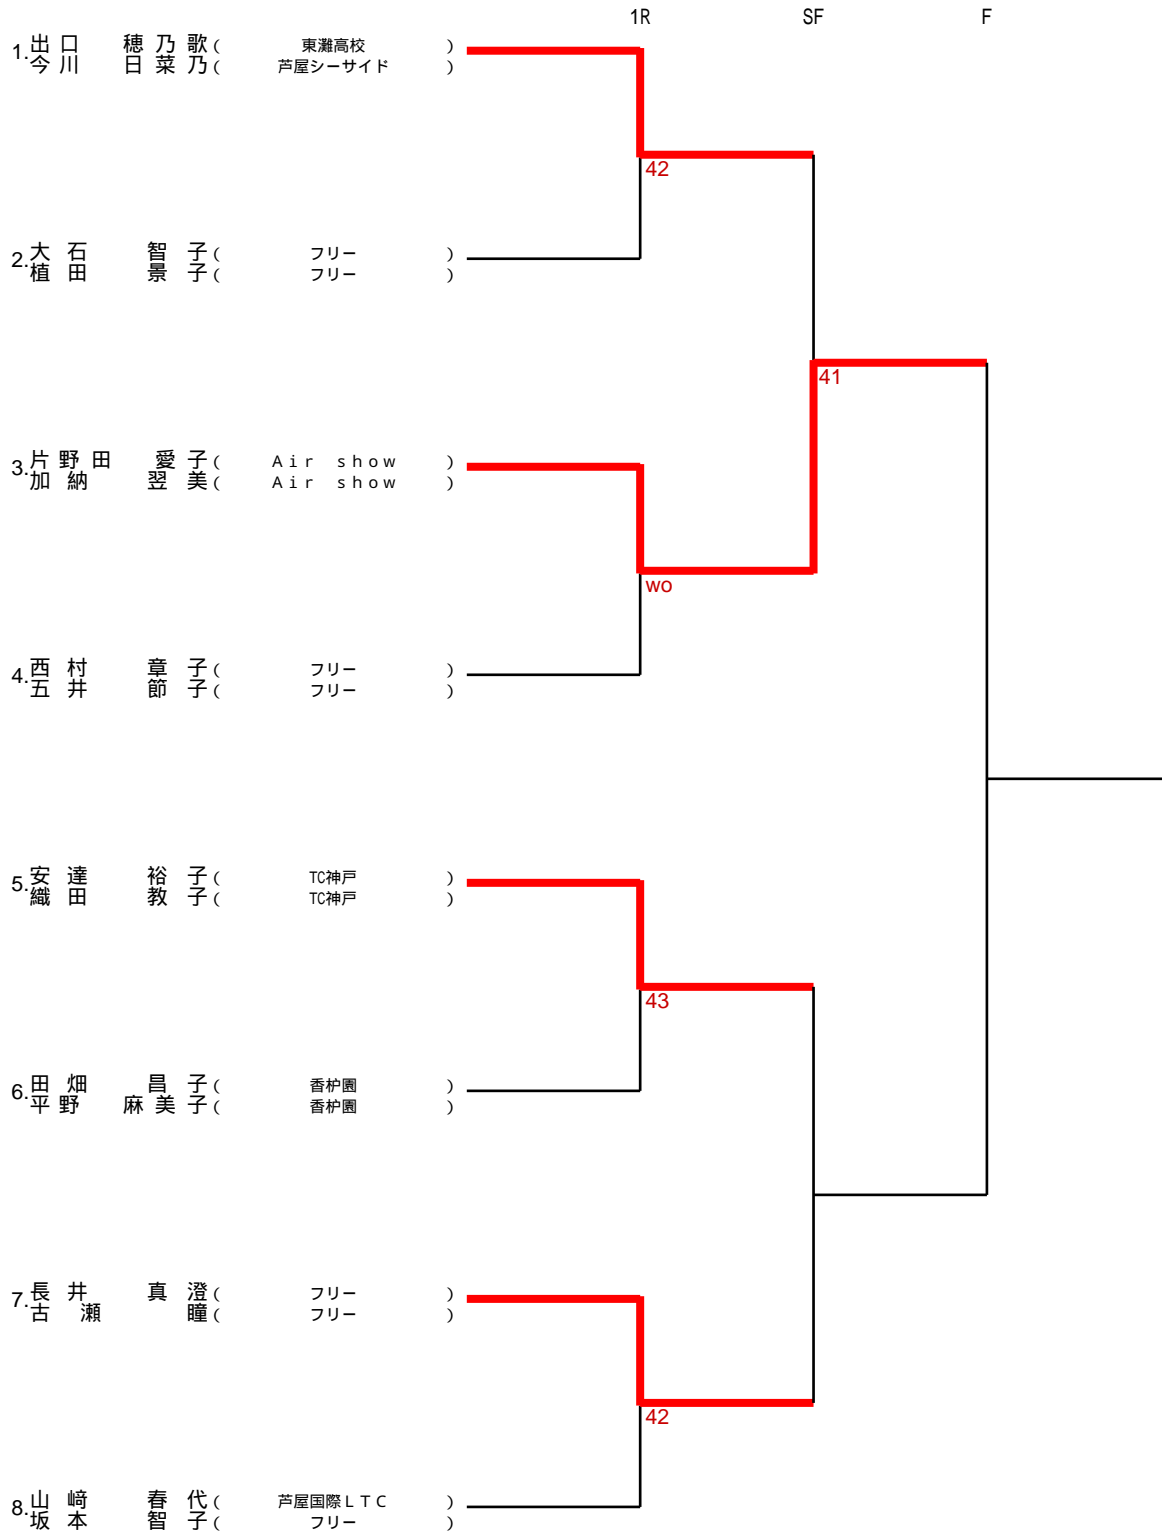 1R SF F
1. 出口 穂乃歌 ( 東灘高校 )
今川 日菜乃 ( 芦屋シーサイド )
42
2. 大石 智子 ( フリー )
植田 景子 ( フリー )
41
3. 片野田 愛子 ( Ａｉｒ ｓｈｏｗ )
加納 翌美 ( Ａｉｒ ｓｈｏｗ )
wo
4. 西村 章子 ( フリー )
五井 節子 ( フリー )
5. 安達 裕子 ( TC神戸 )
織田 教子 ( TC神戸 )
43
6. 田畑 昌子 ( 香枦園 )
平野 麻美子 ( 香枦園 )
7. 長井 真澄 ( フリー )
古瀬 瞳 ( フリー )
42
8. 山﨑 春代 ( 芦屋国際ＬＴＣ )
坂本 智子 ( フリー )